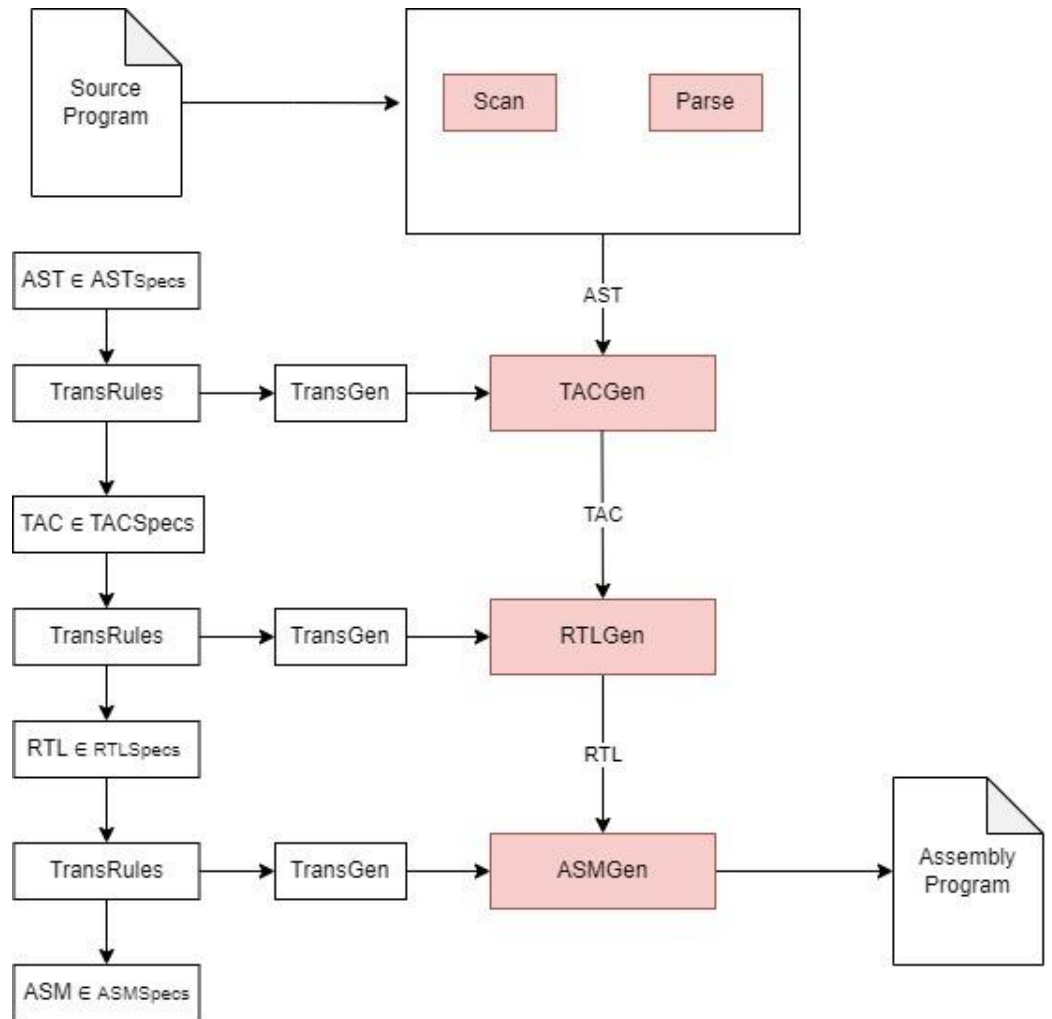 Source
Program
Scan
Parse
AST ∈ ASTSpecs
AST
TransRules
TransGen
TACGen
TAC ∈ TACSpecs
TAC
TransRules
TransGen
RTLGen
RTL ∈ RTLSpecs
RTL
TransRules
TransGen
ASMGen
Assembly
Program
ASM ∈ ASMSpecs